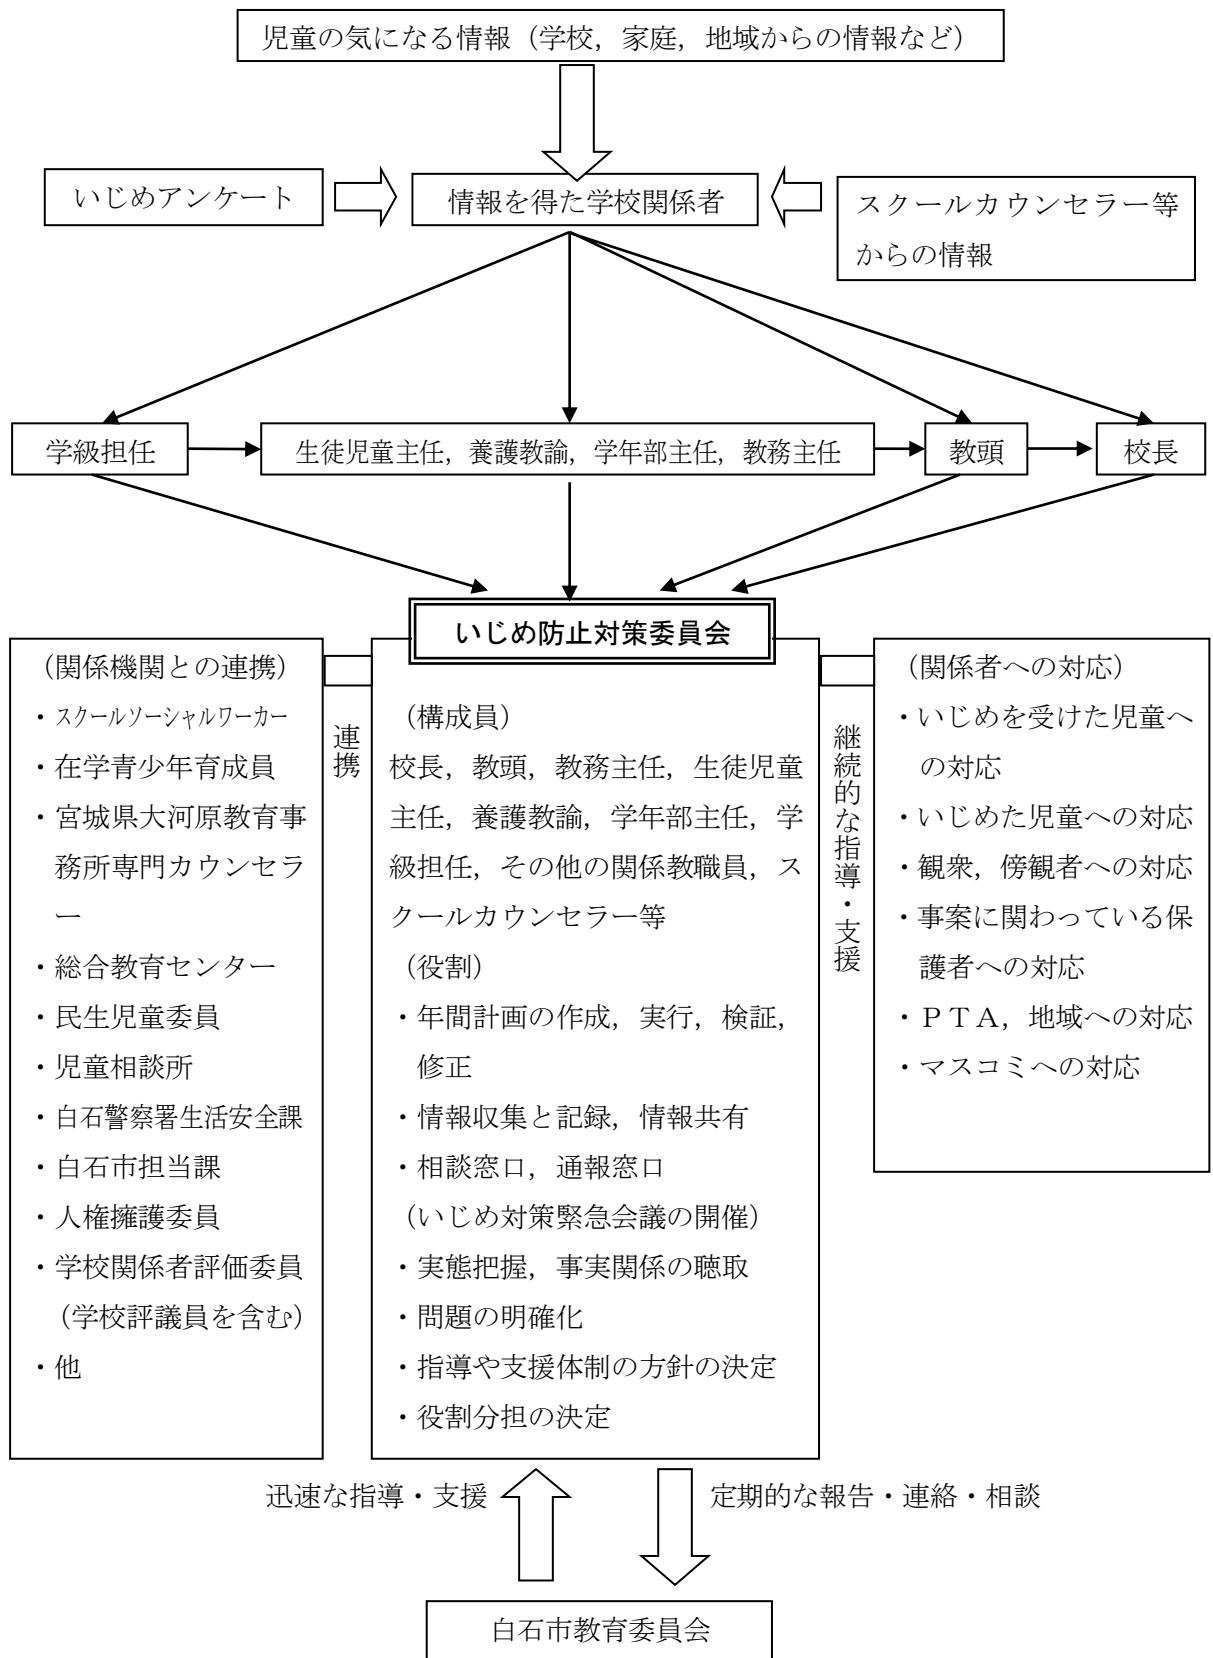 児童の気になる情報（学校，家庭，地域からの情報など）
いじめアンケート
情報を得た学校関係者
スクールカウンセラー等
からの情報
学級担任
生徒児童主任，養護教諭，学年部主任，教務主任
教頭
校長
いじめ防止対策委員会
（関係機関との連携）
・スクールソーシャルワーカー
・在学青少年育成員
・宮城県大河原教育事
務所専門カウンセラ
ー
・総合教育センター
・民生児童委員
・児童相談所
・白石警察署生活安全課
・白石市担当課
・人権擁護委員
・学校関係者評価委員
（学校評議員を含む）
・他
連携
（構成員）
校長，教頭，教務主任，生徒児童
主任，養護教諭，学年部主任，学
級担任，その他の関係教職員，ス
クールカウンセラー等
（役割）
・年間計画の作成，実行，検証，
修正
・情報収集と記録，情報共有
・相談窓口，通報窓口
（いじめ対策緊急会議の開催）
・実態把握，事実関係の聴取
・問題の明確化
・指導や支援体制の方針の決定
・役割分担の決定
継続的な指導・支援
（関係者への対応）
・いじめを受けた児童へ
の対応
・いじめた児童への対応
・観衆，傍観者への対応
・事案に関わっている保
護者への対応
・ＰＴＡ，地域への対応
・マスコミへの対応
迅速な指導・支援
定期的な報告・連絡・相談
白石市教育委員会